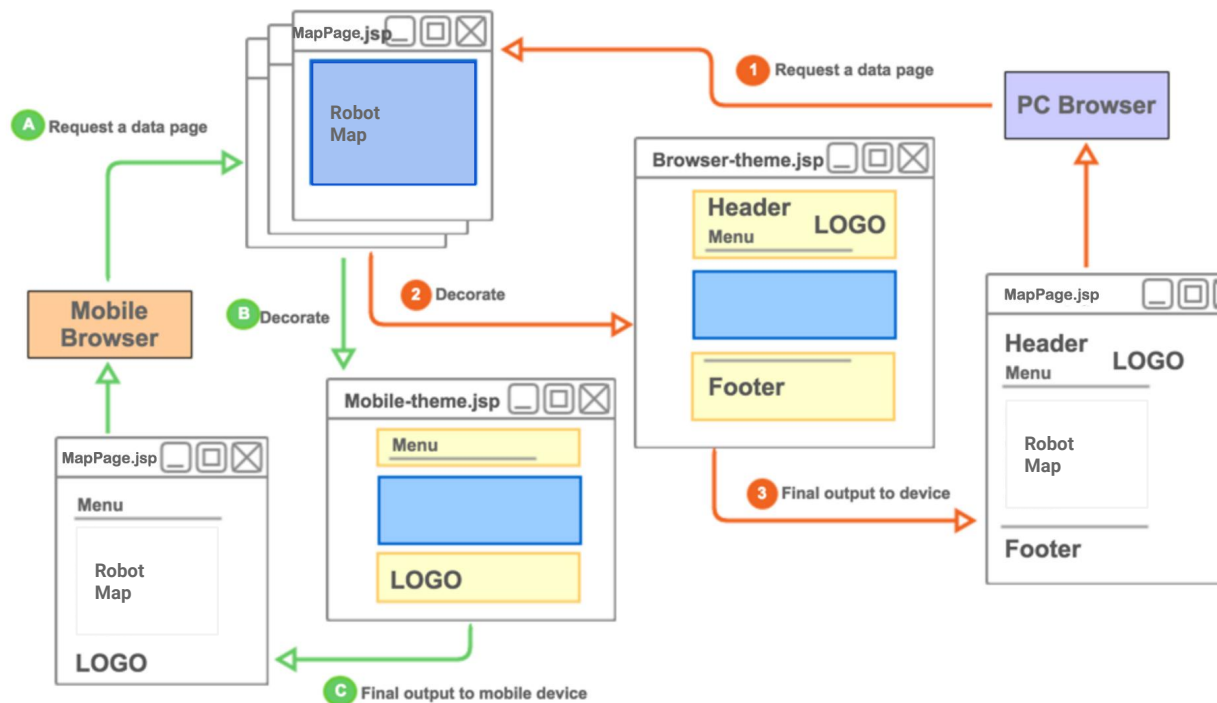 MapPage.jsp
Robot
Map
1 Request a data page
PC Browser
A Request a data page
Browser-theme.jsp
Header
LOGO
Menu
Footer
2 Decorate
B Decorate
Mobile
Browser
MapPage.jsp
Header
LOGO
Menu
Robot
Map
Footer
Mobile-theme.jsp
Menu
LOGO
MapPage.jsp
Menu
Robot
Map
LOGO
3 Final output to device
C Final output to mobile device